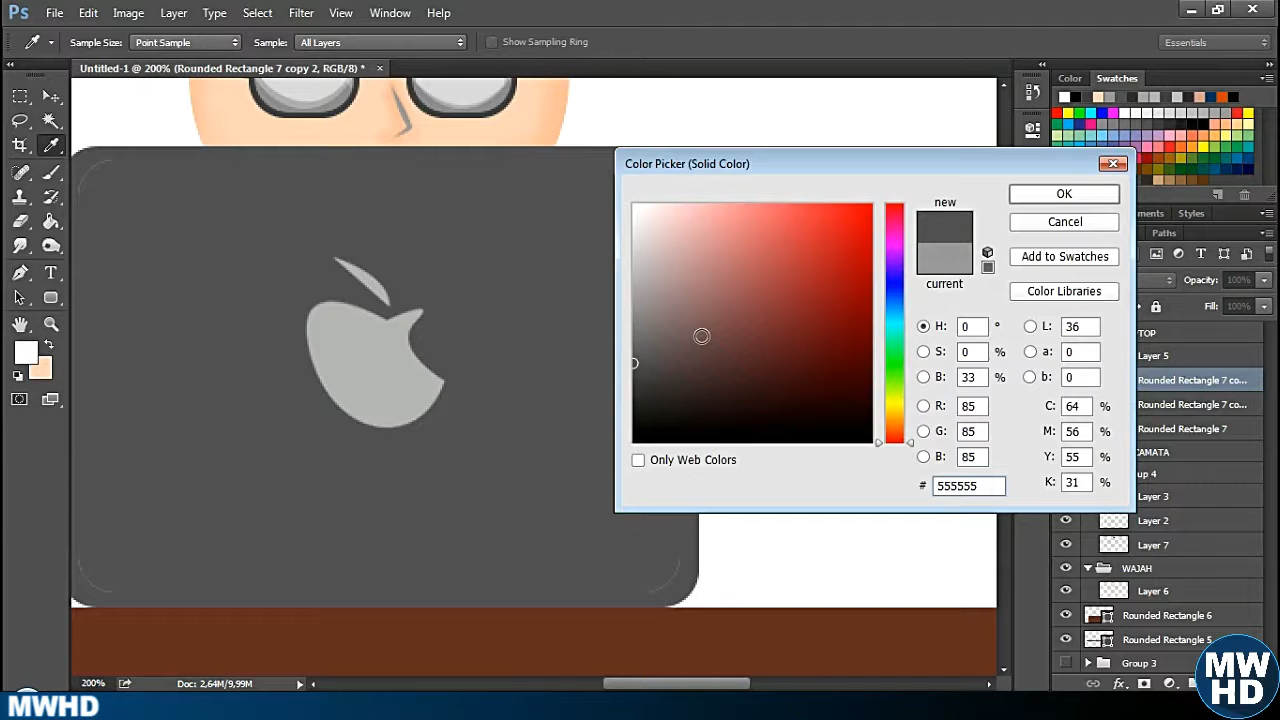 Ps File Edit Image Layer Type Select Filter View Window Help
Sample Size: Point Sample Sample: All Layers Show Sampling Ring Essentials
Untitled-1 @ 200% (Rounded Rectangle 7 copy 2, RGB/8) * ×
Color Swatches
Color Picker (Solid Color)
new
OK
Cancel
Add to Swatches
current
Color Libraries
H: 0 ° L: 36
S: 0 % a: 0
B: 33 % b: 0
R: 85 C: 64 %
G: 85 M: 56 %
B: 85 Y: 55 %
Only Web Colors
# 555555 K: 31 %
ments Styles
Paths
Opacity: 100%
Fill: 100%
TOP
Layer 5
Rounded Rectangle 7 co...
Rounded Rectangle 7 co...
Rounded Rectangle 7
CAMATA
up 4
Layer 3
Layer 2
Layer 7
WAJAH
Layer 6
Rounded Rectangle 6
Rounded Rectangle 5
Group 3
fx
200% Doc: 2,64M/9,99M
MWHD
MW
HD